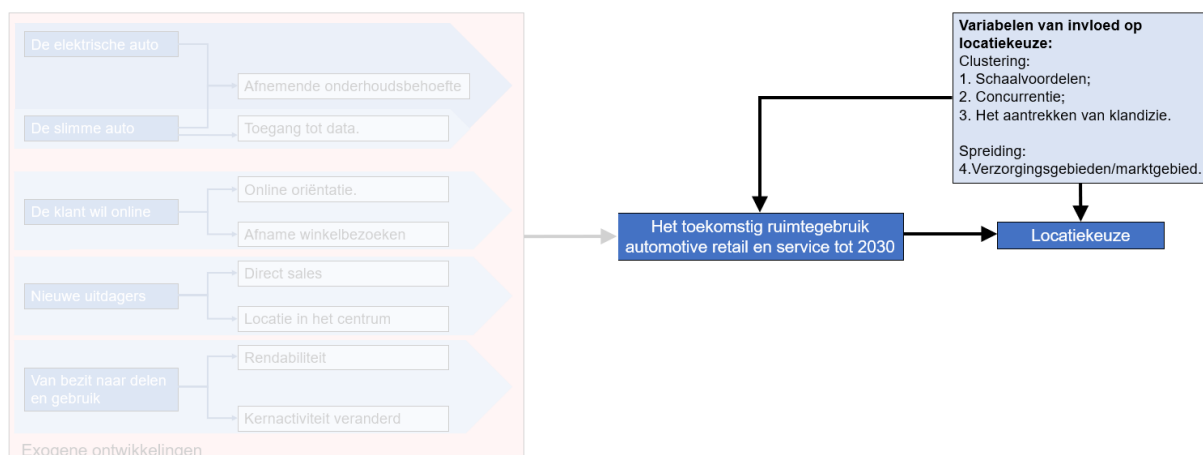 De elektrische auto
Afnemende onderhoudsbehoefte
De slimme auto
Toegang tot data.
De klant wil online
Online oriëntatie.
Afname winkelbezoeken
Nieuwe uitdagers
Direct sales
Locatie in het centrum
Van bezit naar delen
en gebruik
Rendabiliteit
Kernactiviteit veranderd
Exogene ontwikkelingen
Het toekomstig ruimtegebruik
automotive retail en service tot 2030
Variabelen van invloed op
locatiekeuze:
Clustering:
1. Schaalvoordelen;
2. Concurrentie;
3. Het aantrekken van klandizie.
Spreiding:
4.Verzorgingsgebieden/marktgebied.
Locatiekeuze